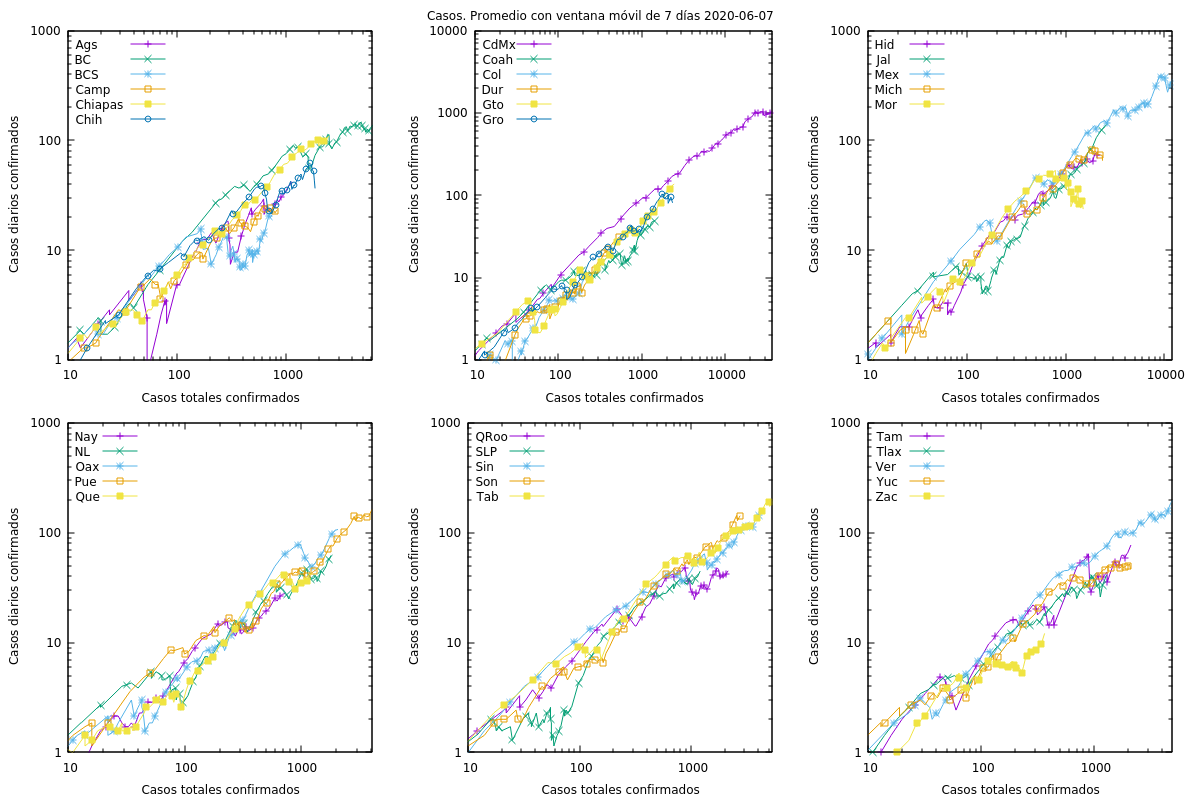 Casos. Promedio con ventana móvil de 7 días 2020-06-07
Casos diarios confirmados
1000
100
10
1
Ags
BC
BCS
Camp
Chiapas
Chih
10 100 1000
Casos totales confirmados
Casos diarios confirmados
10000
1000
100
10
1
CdMx
Coah
Col
Dur
Gto
Gro
10 100 1000 10000
Casos totales confirmados
Casos diarios confirmados
1000
100
10
1
Hid
Jal
Mex
Mich
Mor
10 100 1000 10000
Casos totales confirmados
Casos diarios confirmados
1000
100
10
1
Nay
NL
Oax
Pue
Que
10 100 1000
Casos totales confirmados
Casos diarios confirmados
1000
100
10
1
QRoo
SLP
Sin
Son
Tab
10 100 1000
Casos totales confirmados
Casos diarios confirmados
1000
100
10
1
Tam
Tlax
Ver
Yuc
Zac
10 100 1000
Casos totales confirmados